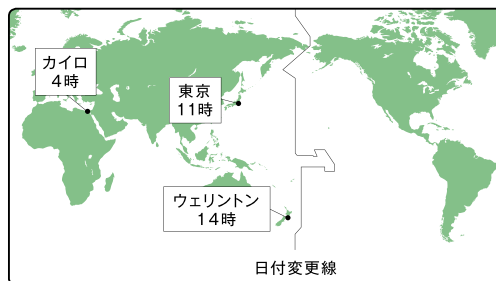 カイロ
4時
東京
11時
ウェリントン
14時
日付変更線